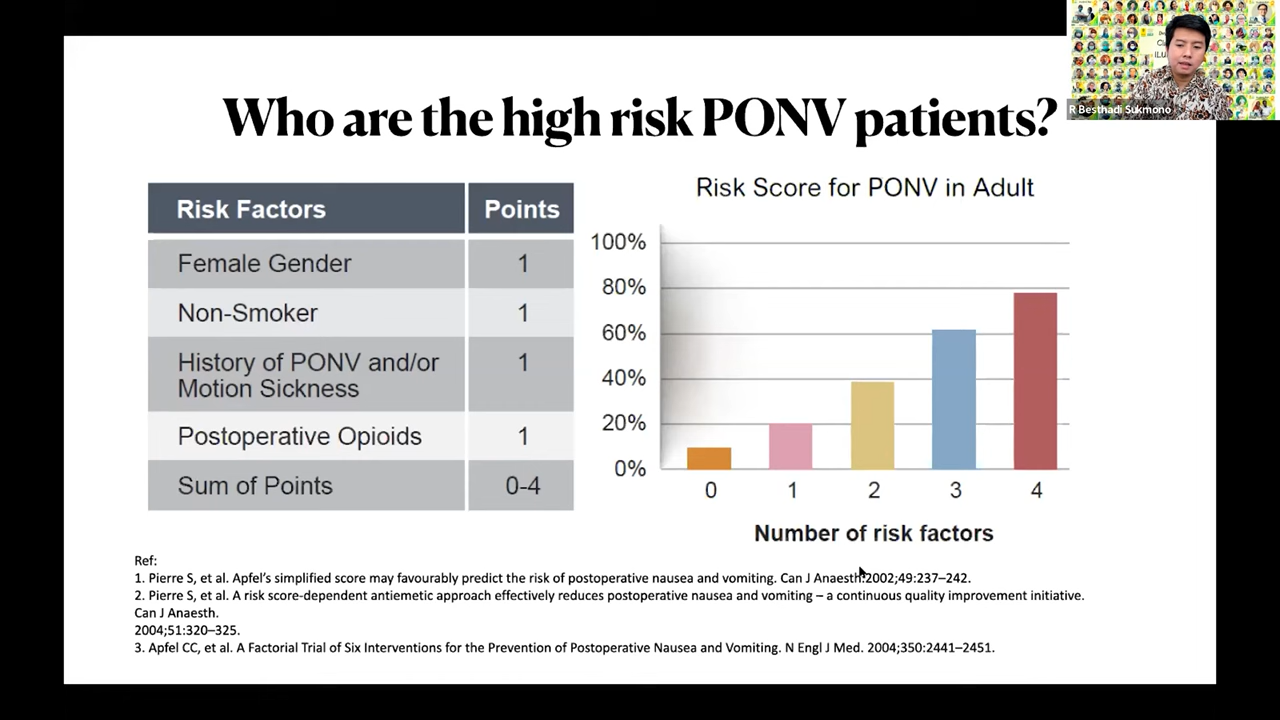 Who are the high risk PONV patients?
R Besthadi Sukmono
Risk Factors Points
Female Gender 1
Non-Smoker 1
History of PONV and/or
Motion Sickness 1
Postoperative Opioids 1
Sum of Points 0-4
Risk Score for PONV in Adult
100%
80%
60%
40%
20%
0%
0 1 2 3 4
Number of risk factors
Ref:
1. Pierre S, et al. Apfel’s simplified score may favourably predict the risk of postoperative nausea and vomiting. Can J Anaesth.2002;49:237–242.
2. Pierre S, et al. A risk score-dependent antiemetic approach effectively reduces postoperative nausea and vomiting – a continuous quality improvement initiative.
Can J Anaesth.
2004;51:320–325.
3. Apfel CC, et al. A Factorial Trial of Six Interventions for the Prevention of Postoperative Nausea and Vomiting. N Engl J Med. 2004;350:2441–2451.